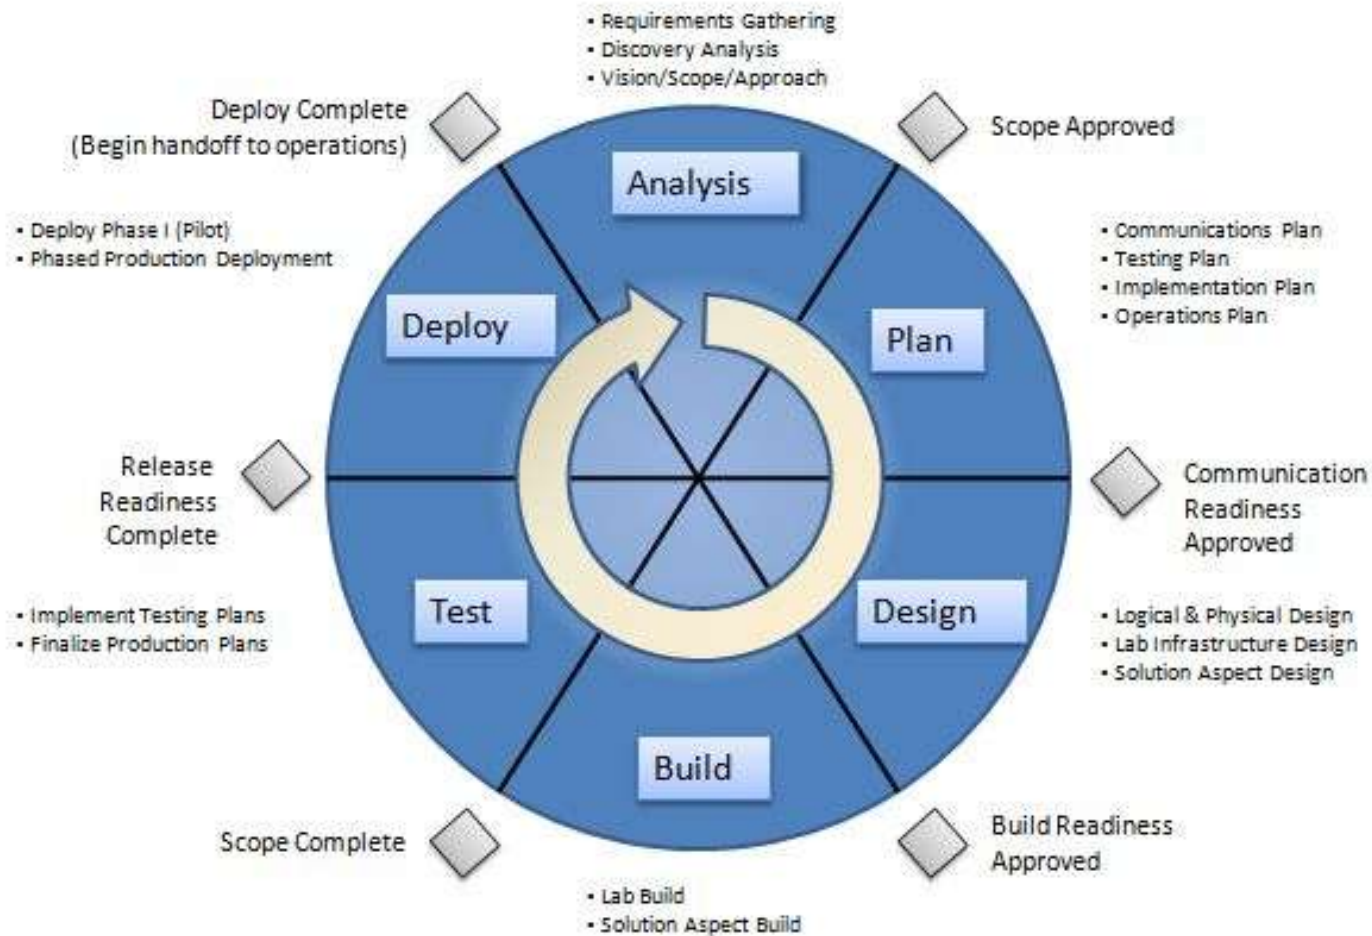 • Requirements Gathering
• Discovery Analysis
• Vision/Scope/Approach
Deploy Complete
(Begin handoff to operations)
Scope Approved
Analysis
• Deploy Phase I (Pilot)
• Phased Production Deployment
• Communications Plan
• Testing Plan
• Implementation Plan
• Operations Plan
Deploy
Plan
Release
Readiness
Complete
Communication
Readiness
Approved
• Implement Testing Plans
• Finalize Production Plans
Test
Design
• Logical & Physical Design
• Lab Infrastructure Design
• Solution Aspect Design
Build
Scope Complete
Build Readiness
Approved
• Lab Build
• Solution Aspect Build